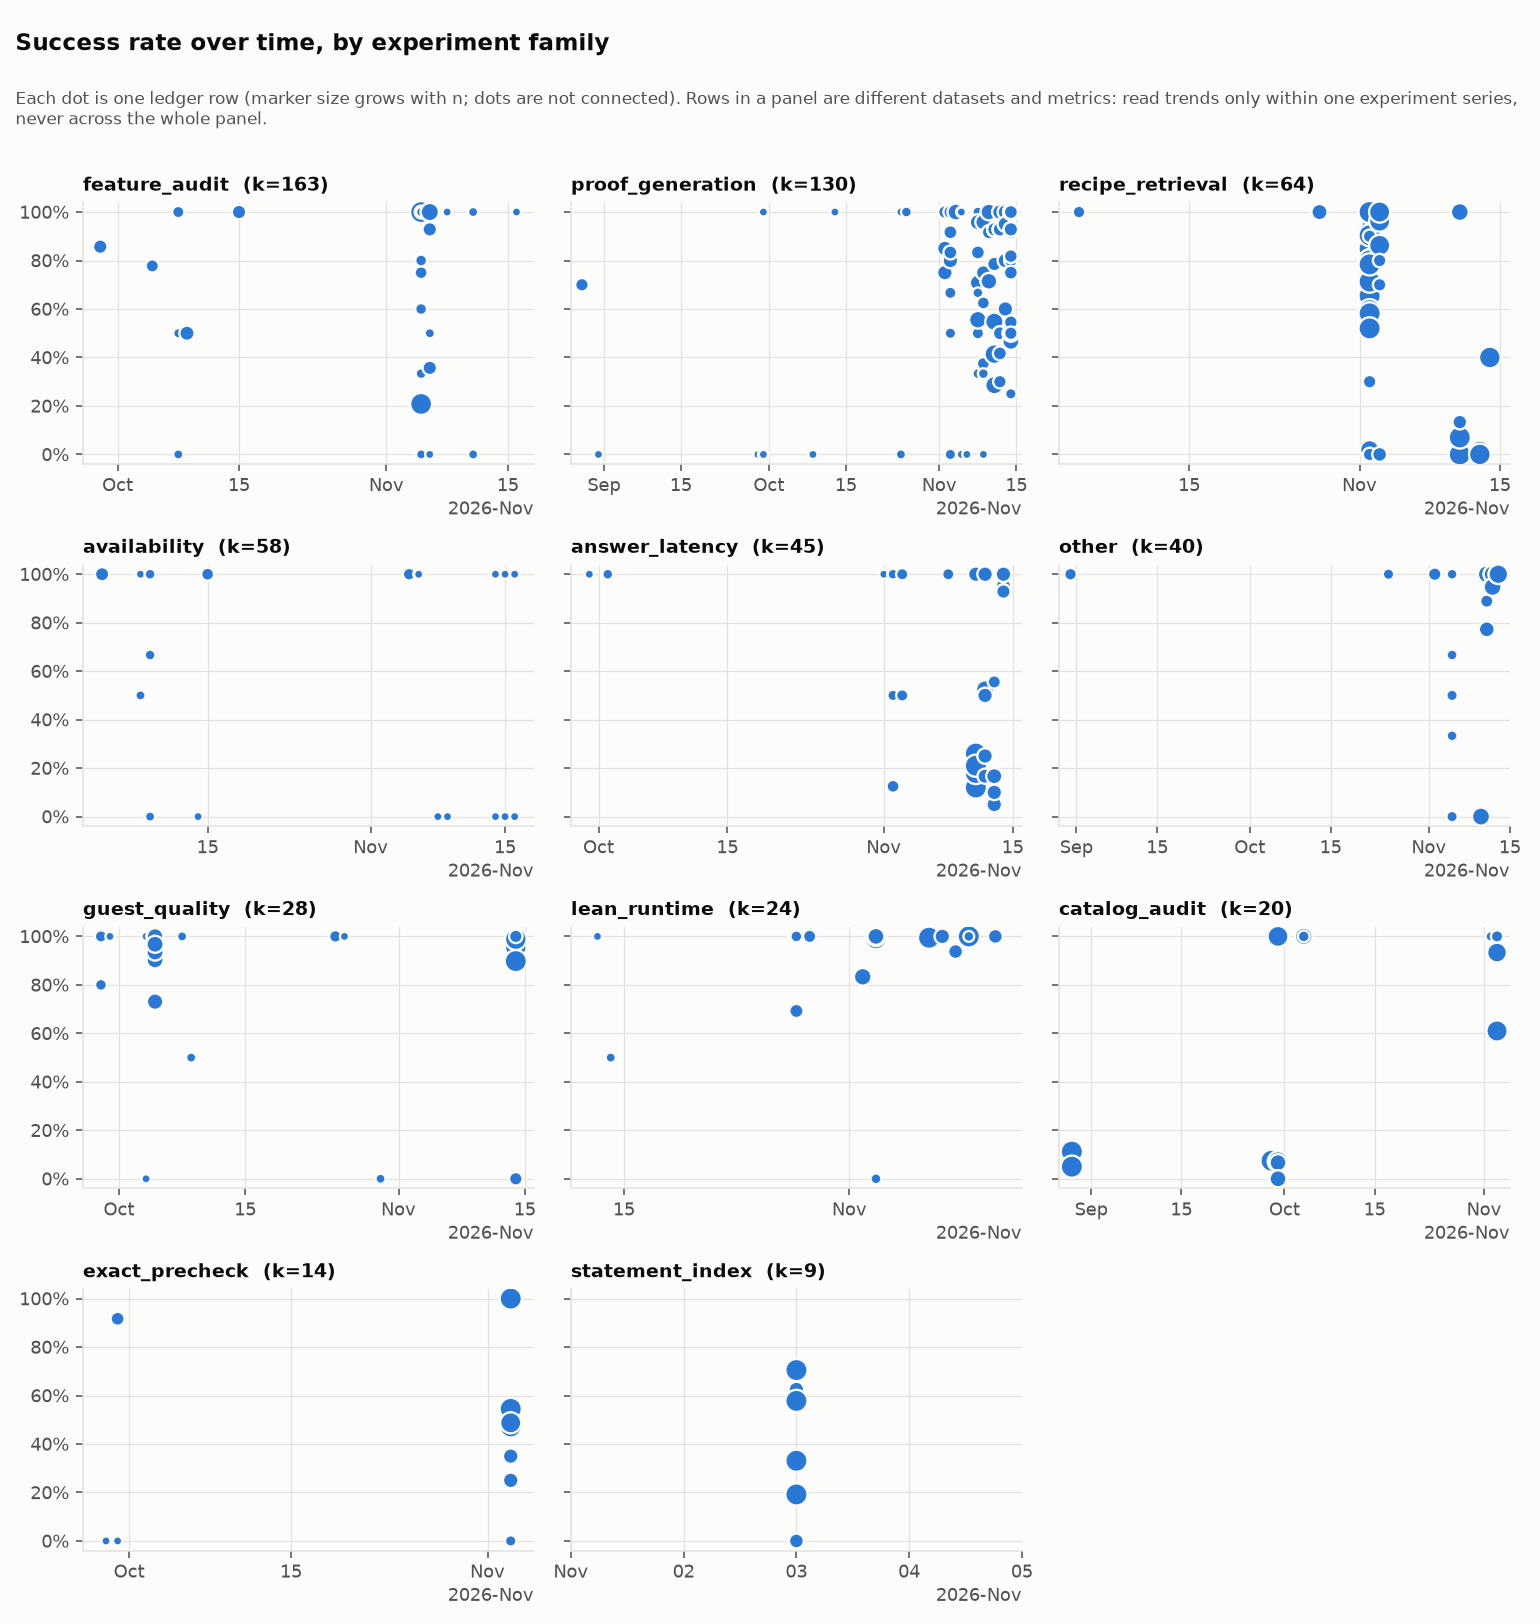 Success rate over time, by experiment family
Each dot is one ledger row (marker size grows with n; dots are not connected). Rows in a panel are different datasets and metrics: read trends only within one experiment series,
never across the whole panel.
feature_audit (k=163)
100%
80%
60%
40%
20%
0%
Oct 15 Nov 15
2026-Nov
proof_generation (k=130)
Sep 15 Oct 15 Nov 15
2026-Nov
recipe_retrieval (k=64)
15 Nov 15
2026-Nov
availability (k=58)
100%
80%
60%
40%
20%
0%
15 Nov 15
2026-Nov
answer_latency (k=45)
Oct 15 Nov 15
2026-Nov
other (k=40)
Sep 15 Oct 15 Nov 15
2026-Nov
guest_quality (k=28)
100%
80%
60%
40%
20%
0%
Oct 15 Nov 15
2026-Nov
lean_runtime (k=24)
15 Nov
2026-Nov
catalog_audit (k=20)
Sep 15 Oct 15 Nov
2026-Nov
exact_precheck (k=14)
100%
80%
60%
40%
20%
0%
Oct 15 Nov
2026-Nov
statement_index (k=9)
Nov 02 03 04 05
2026-Nov